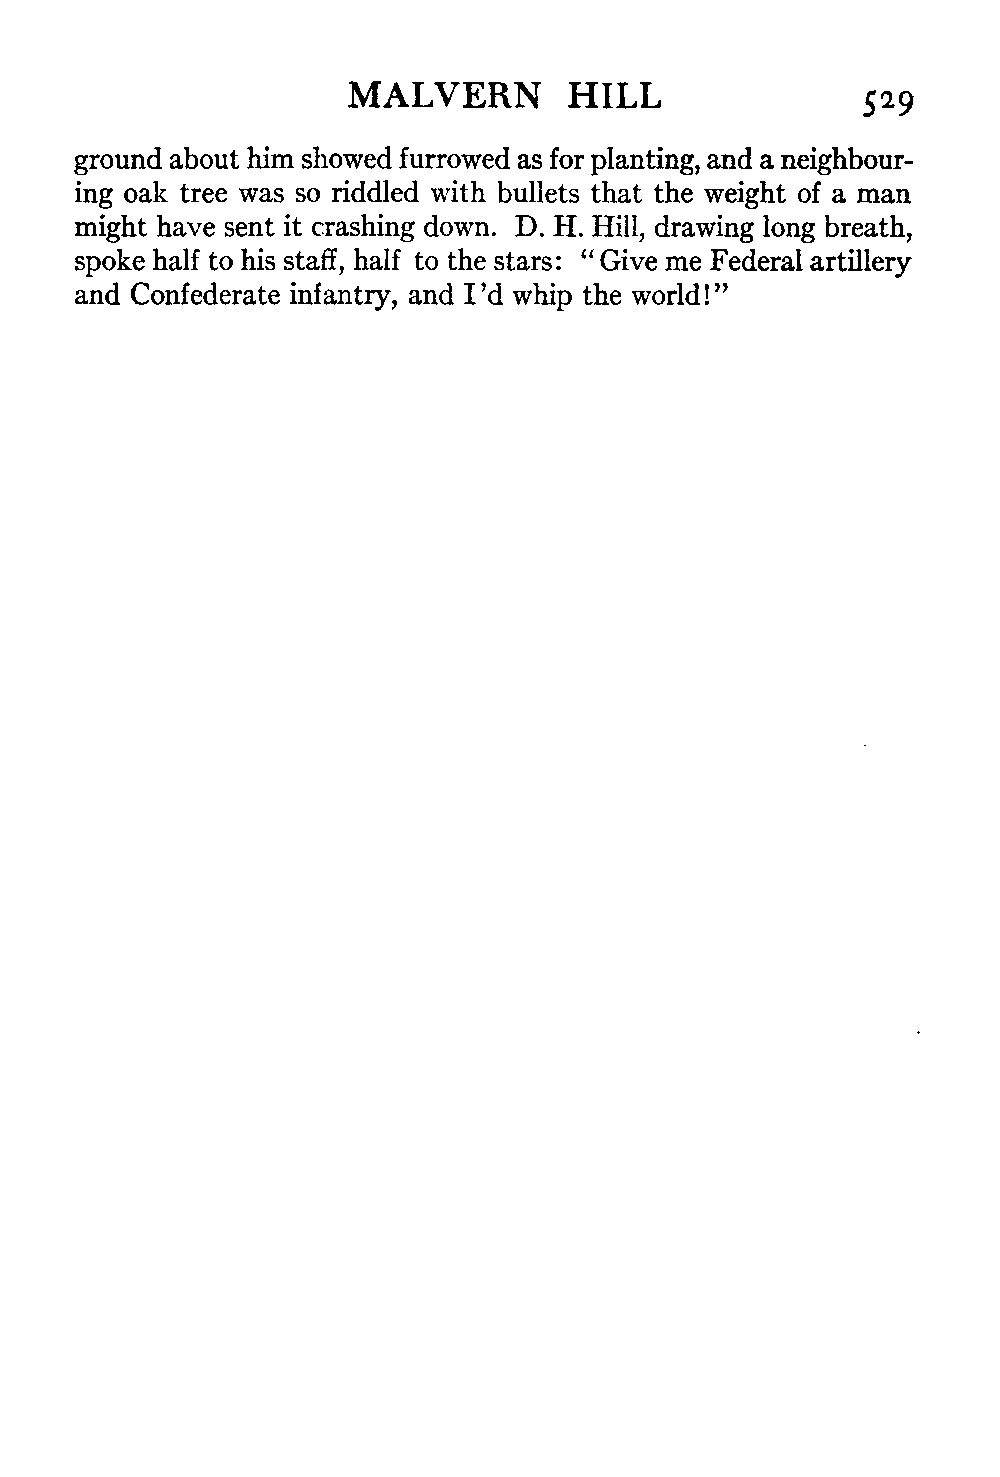 MALVERN HILL 529
ground about him showed furrowed as for planting, and a neighbour-
ing oak tree was so riddled with bullets that the weight of a man
might have sent it crashing down. D. H. Hill, drawing long breath,
spoke half to his staff, half to the stars: "Give me Federal artillery
and Confederate infantry, and I'd whip the world!"